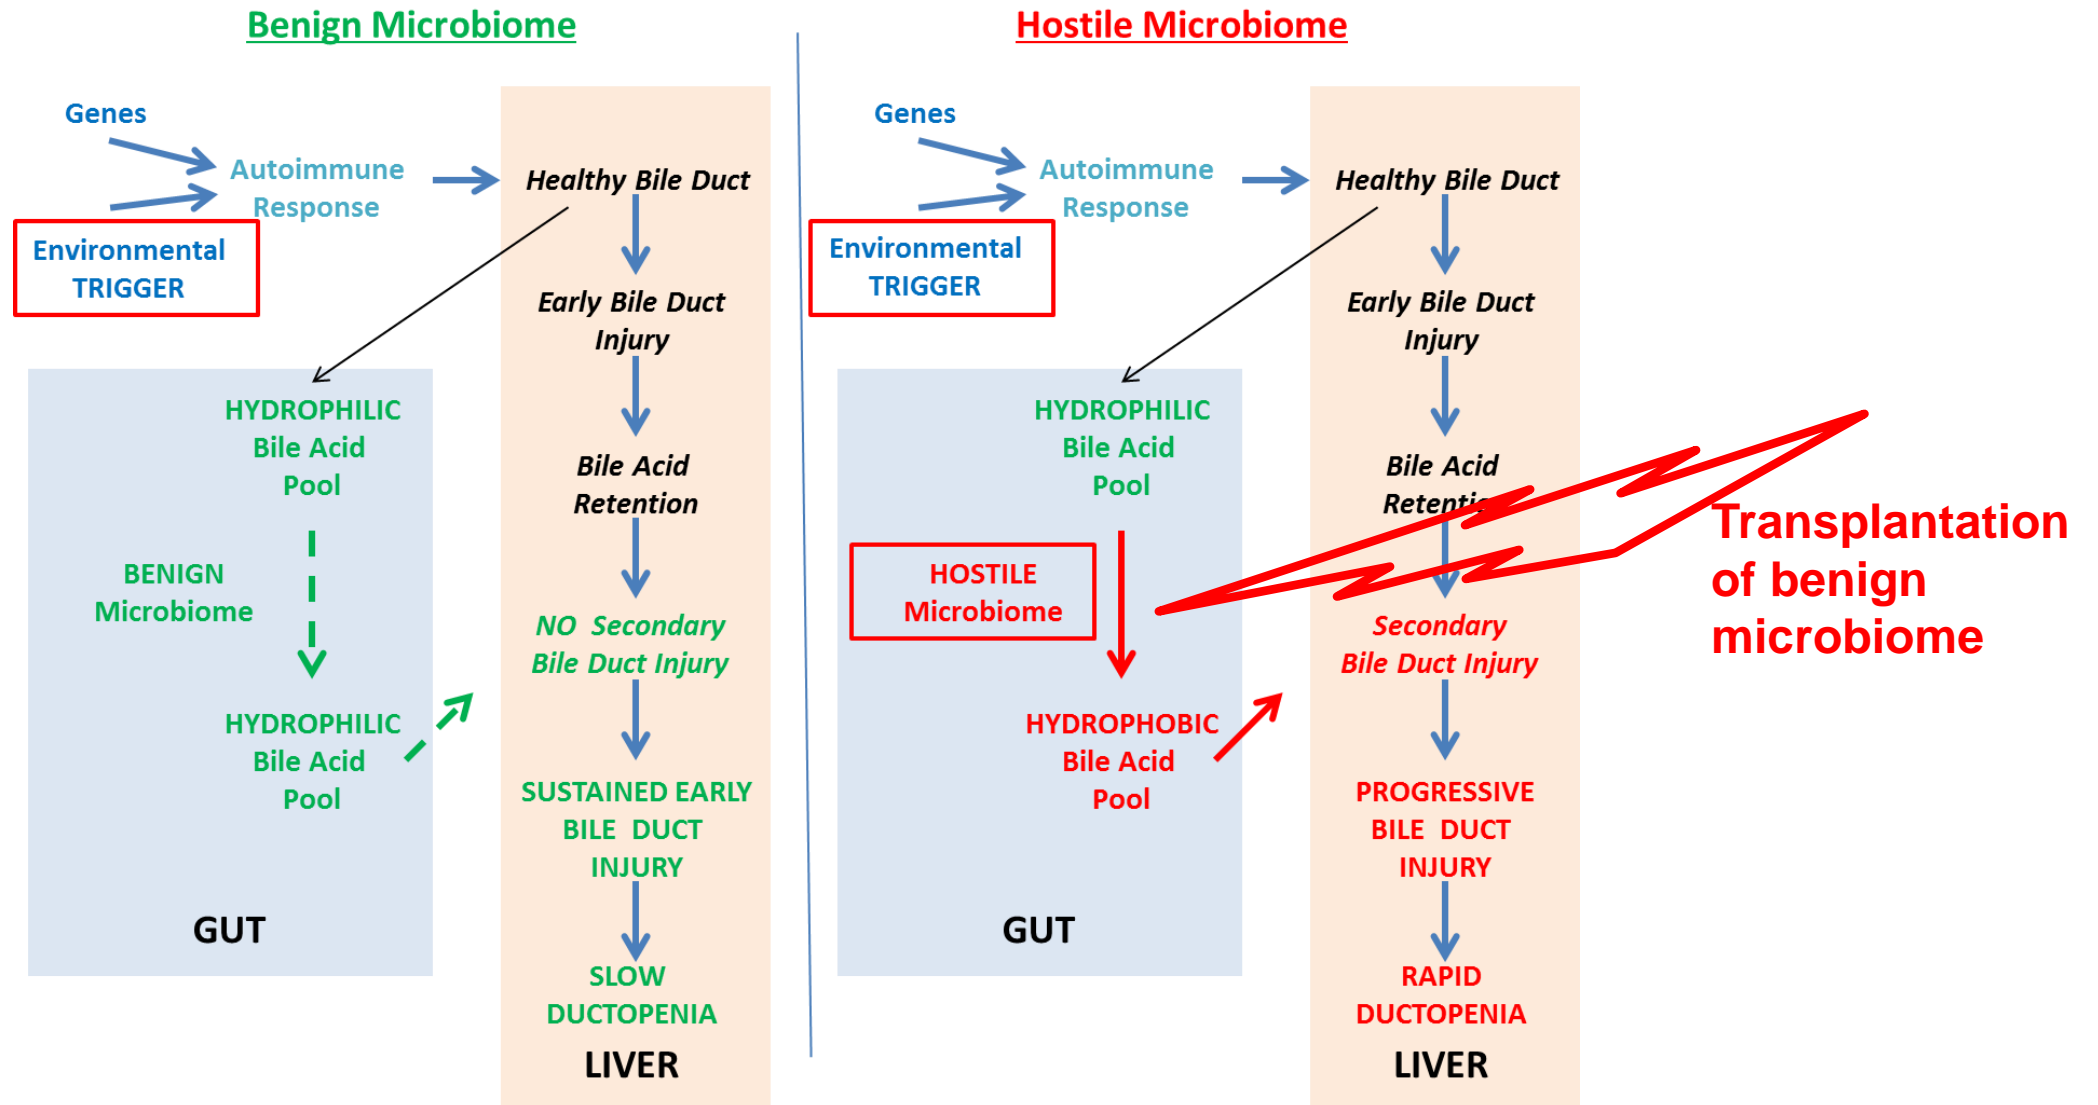 Benign Microbiome
Genes
Autoimmune
Response
Environmental
TRIGGER
Healthy Bile Duct
Early Bile Duct
Injury
Bile Acid
Retention
NO Secondary
Bile Duct Injury
SUSTAINED EARLY
BILE DUCT
INJURY
SLOW
DUCTOPENIA
LIVER
HYDROPHILIC
Bile Acid
Pool
BENIGN
Microbiome
HYDROPHILIC
Bile Acid
Pool
GUT
Hostile Microbiome
Genes
Autoimmune
Response
Environmental
TRIGGER
Healthy Bile Duct
Early Bile Duct
Injury
Bile Acid
Retention
Secondary
Bile Duct Injury
PROGRESSIVE
BILE DUCT
INJURY
RAPID
DUCTOPENIA
LIVER
HYDROPHILIC
Bile Acid
Pool
HOSTILE
Microbiome
HYDROPHOBIC
Bile Acid
Pool
GUT
Transplantation
of benign
microbiome